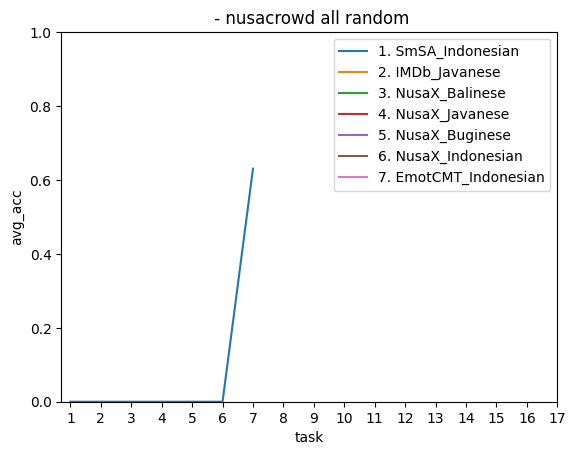 - nusacrowd all random
1.0
0.8
0.6
0.4
0.2
0.0
avg_acc
1. SmSA_Indonesian
2. IMDb_Javanese
3. NusaX_Balinese
4. NusaX_Javanese
5. NusaX_Buginese
6. NusaX_Indonesian
7. EmotCMT_Indonesian
1 2 3 4 5 6 7 8 9 10 11 12 13 14 15 16 17
task